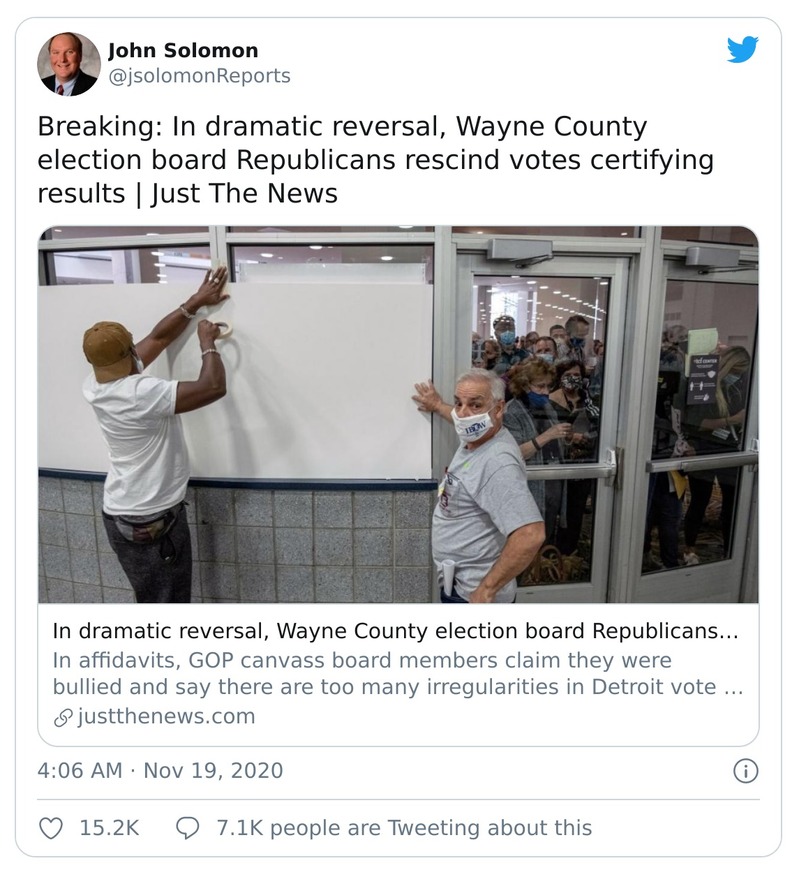 John Solomon
@jsolomonReports
Breaking: In dramatic reversal, Wayne County
election board Republicans rescind votes certifying
results | Just The News
In dramatic reversal, Wayne County election board Republicans…
In affidavits, GOP canvass board members claim they were
bullied and say there are too many irregularities in Detroit vote …
justthenews.com
4:06 AM · Nov 19, 2020
15.2K
7.1K people are Tweeting about this